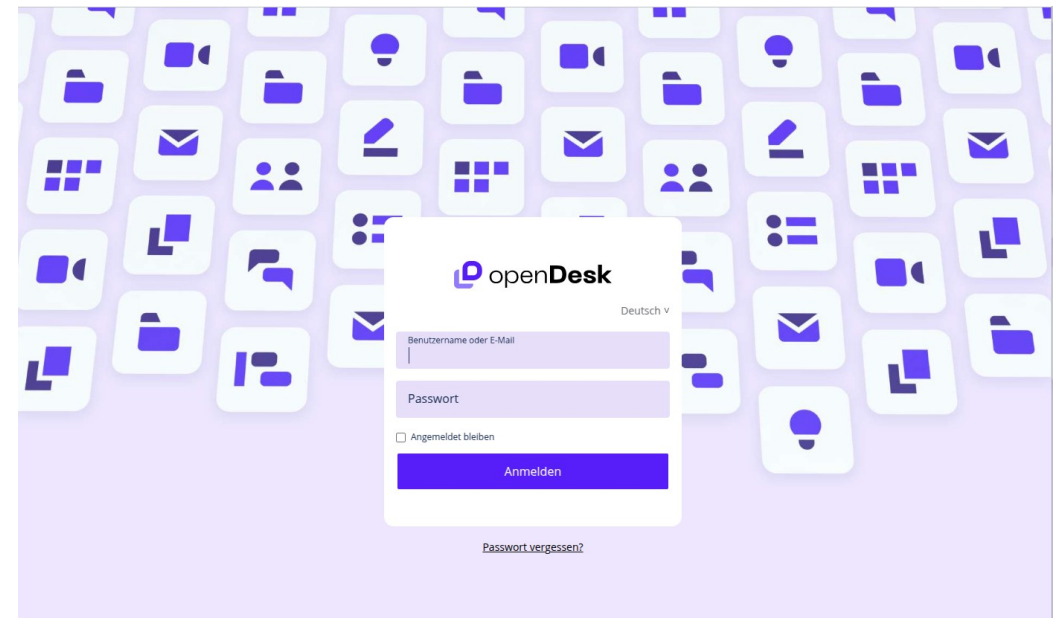 openDesk
Deutsch ˅
Benutzername oder E-Mail
Passwort
Angemeldet bleiben
Anmelden
Passwort vergessen?